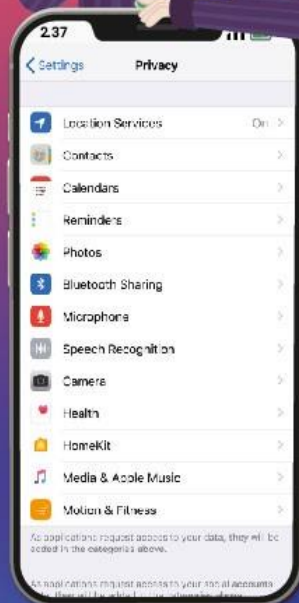 2.37
Settings
Privacy
Location Services
On
Contacts
Calendars
Reminders
Photos
Bluetooth Sharing
Microphone
Speech Recognition
Camera
Health
HomeKit
Media & Apple Music
Motion & Fitness
As applications request access to your data, they will be
added in the categories above.
As applications request access to your social accounts